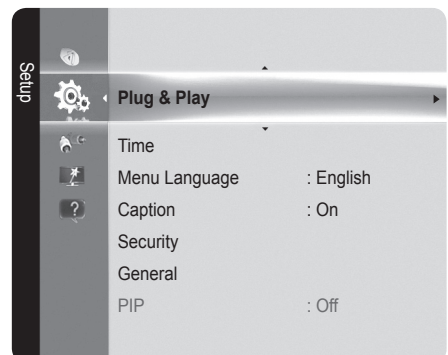 Setup
Plug & Play
Time
Menu Language : English
Caption : On
Security
General
PIP : Off